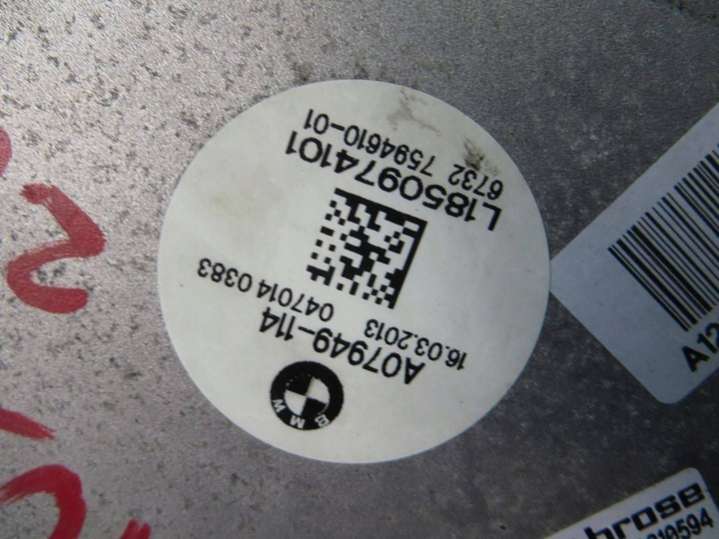 BMW
A07949-114
16.03.2013
047014 0383
L1850974101
6732 7594610-01
A12
brose